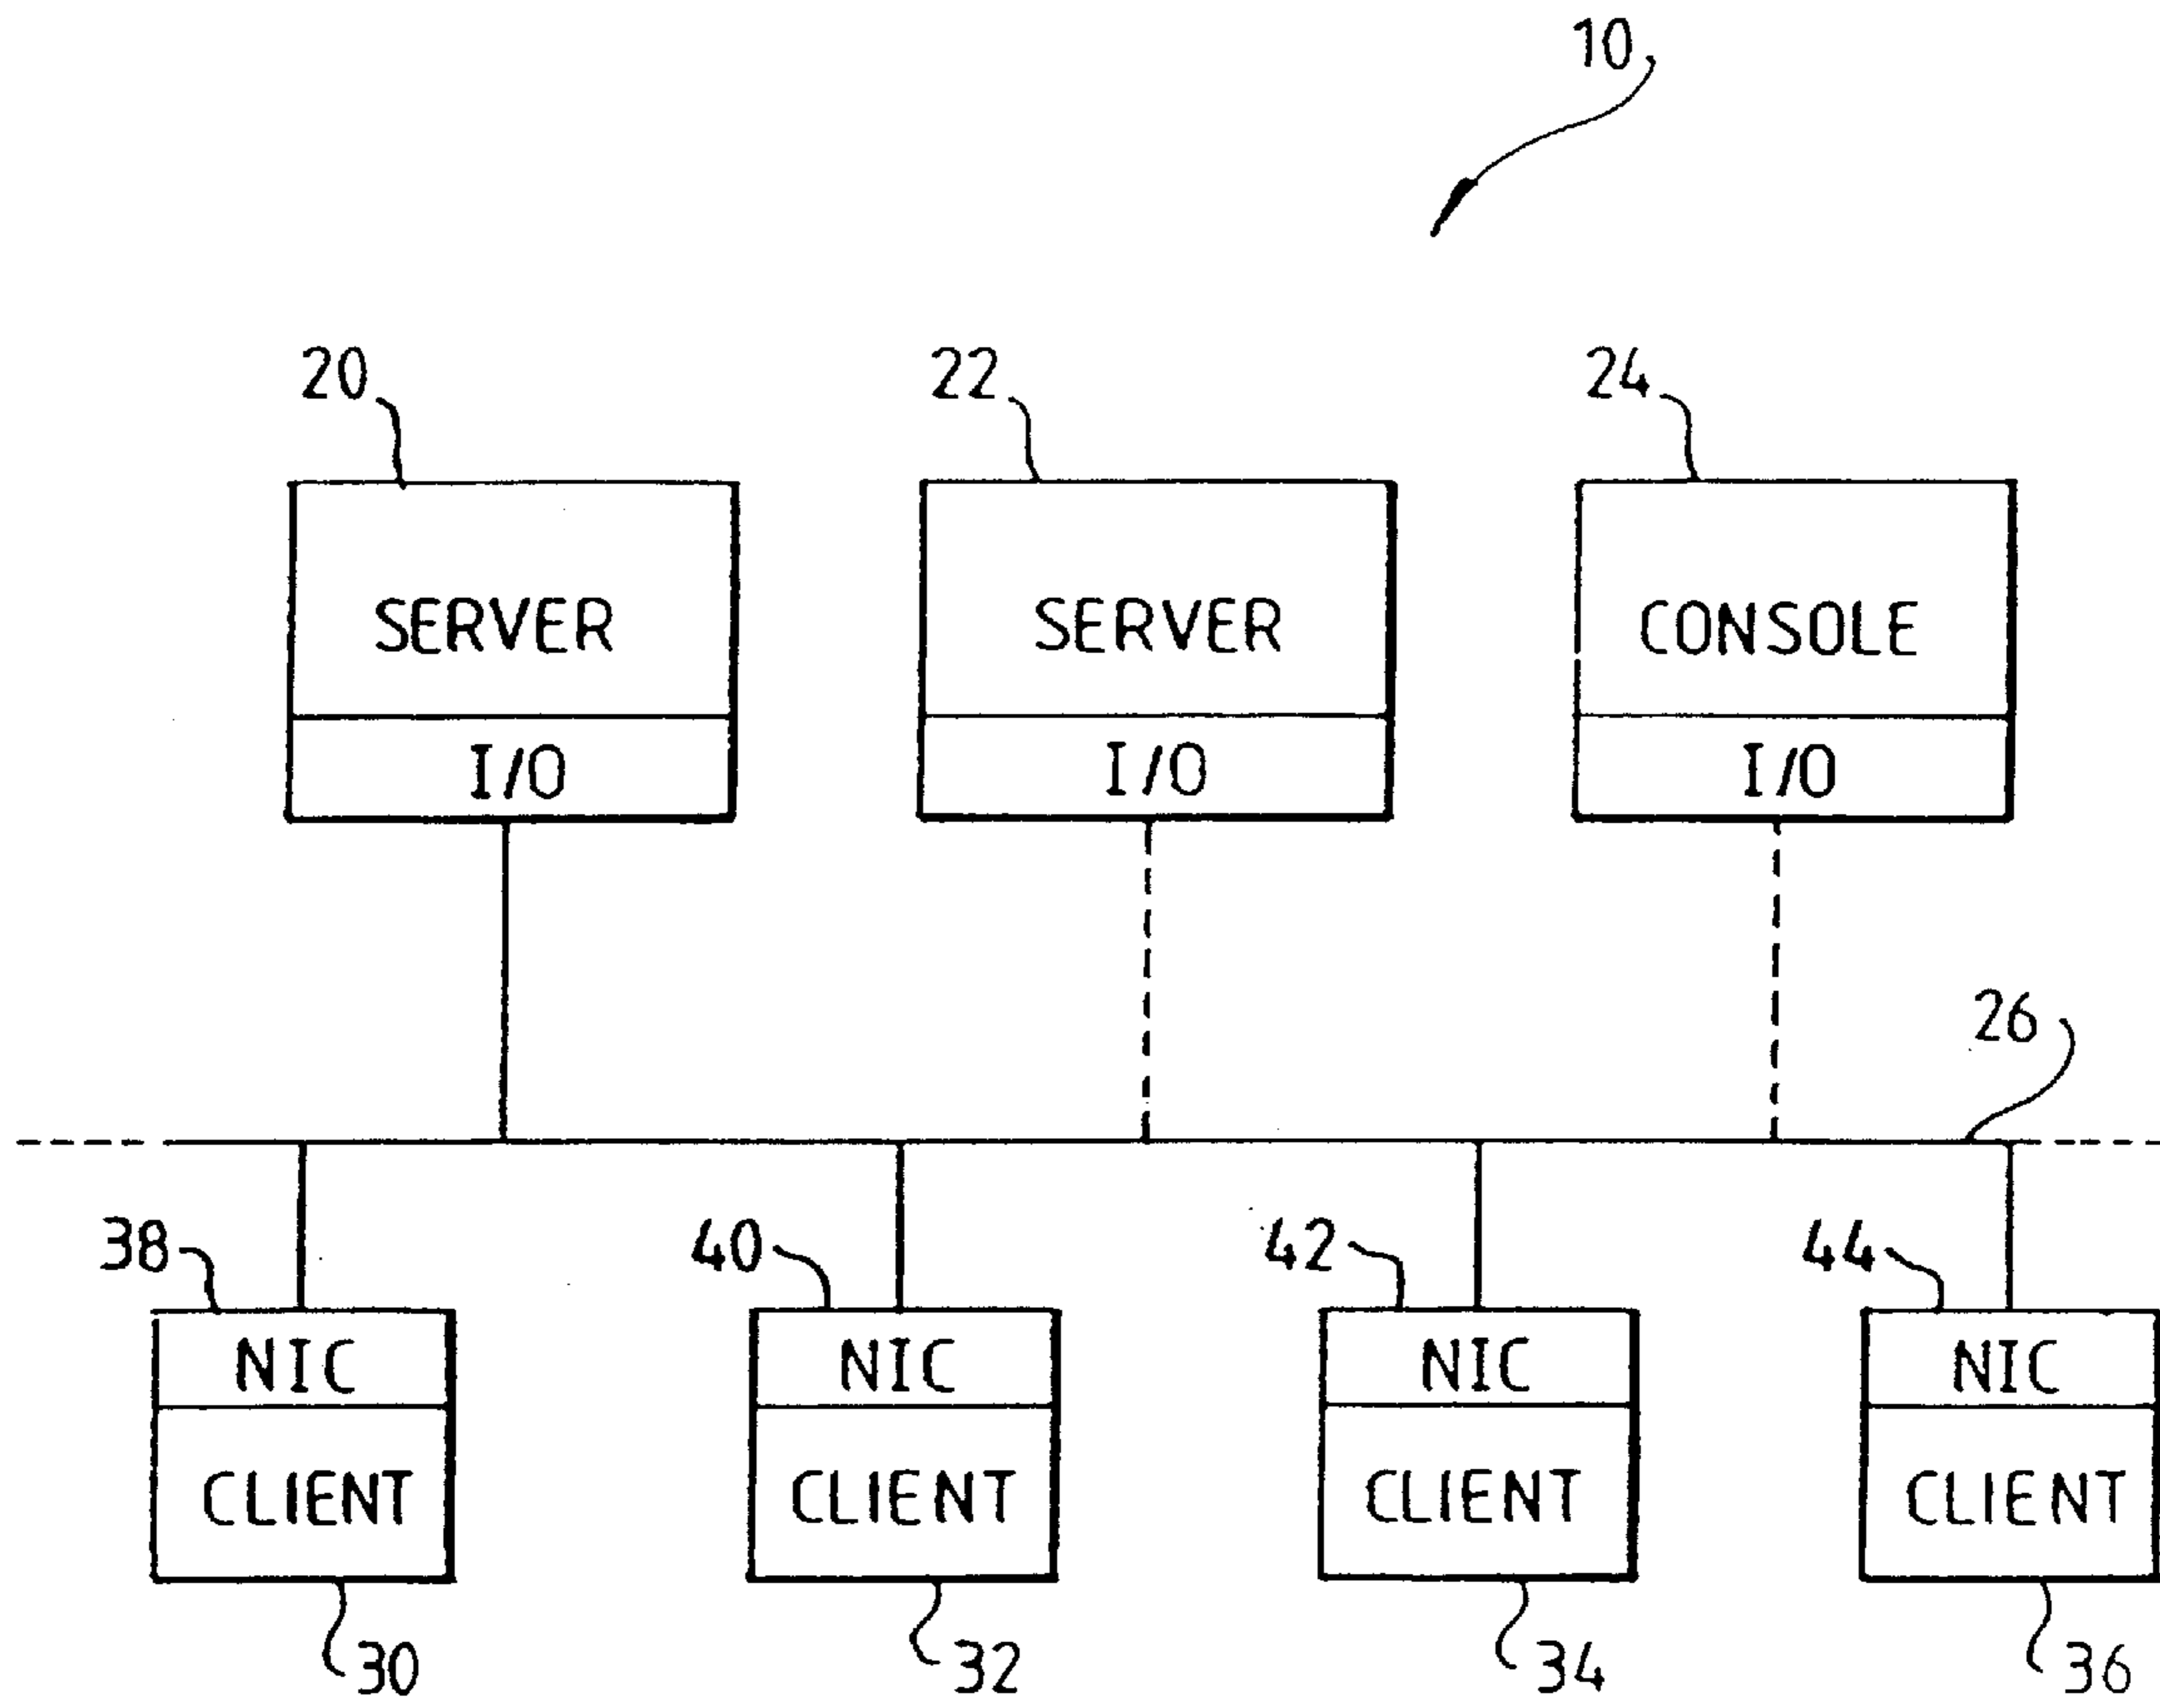 10
20 22 24
SERVER SERVER CONSOLE
I/O I/O I/O
26
38 40 42 44
NIC NIC NIC NIC
CLIENT CLIENT CLIENT CLIENT
30 32 34 36